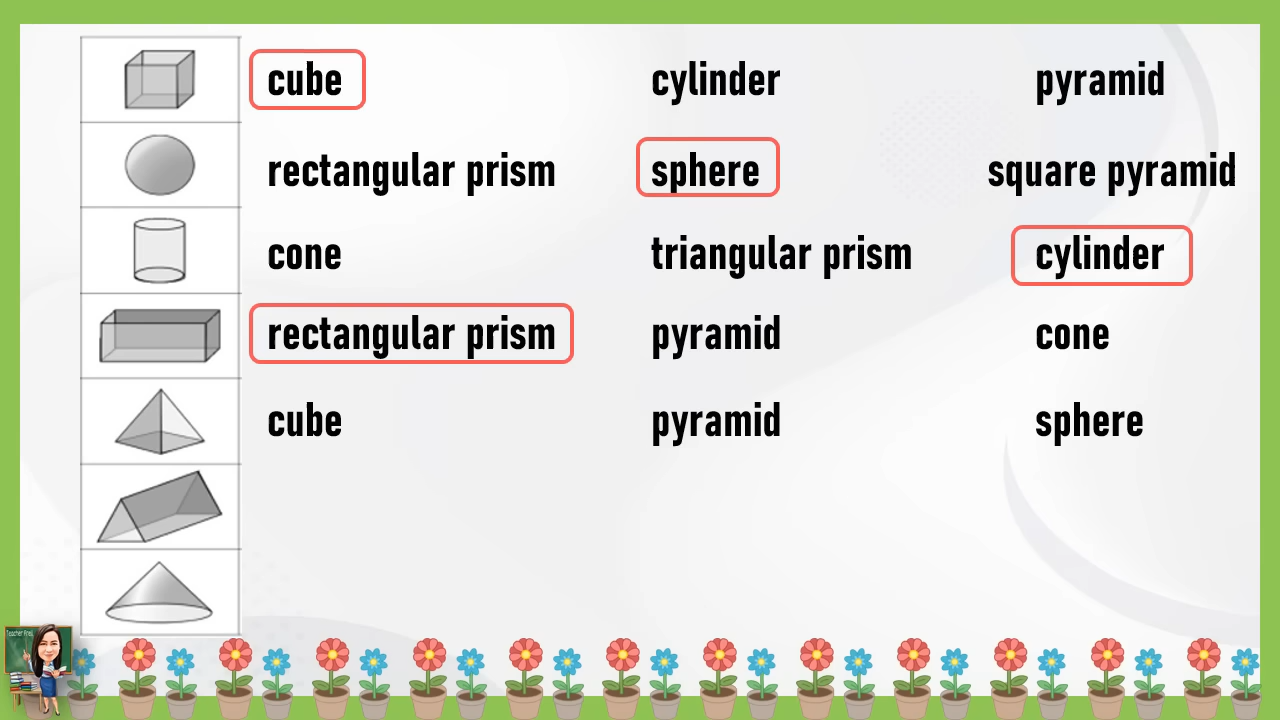 cube cylinder pyramid
rectangular prism sphere square pyramid
cone triangular prism cylinder
rectangular prism pyramid cone
cube pyramid sphere